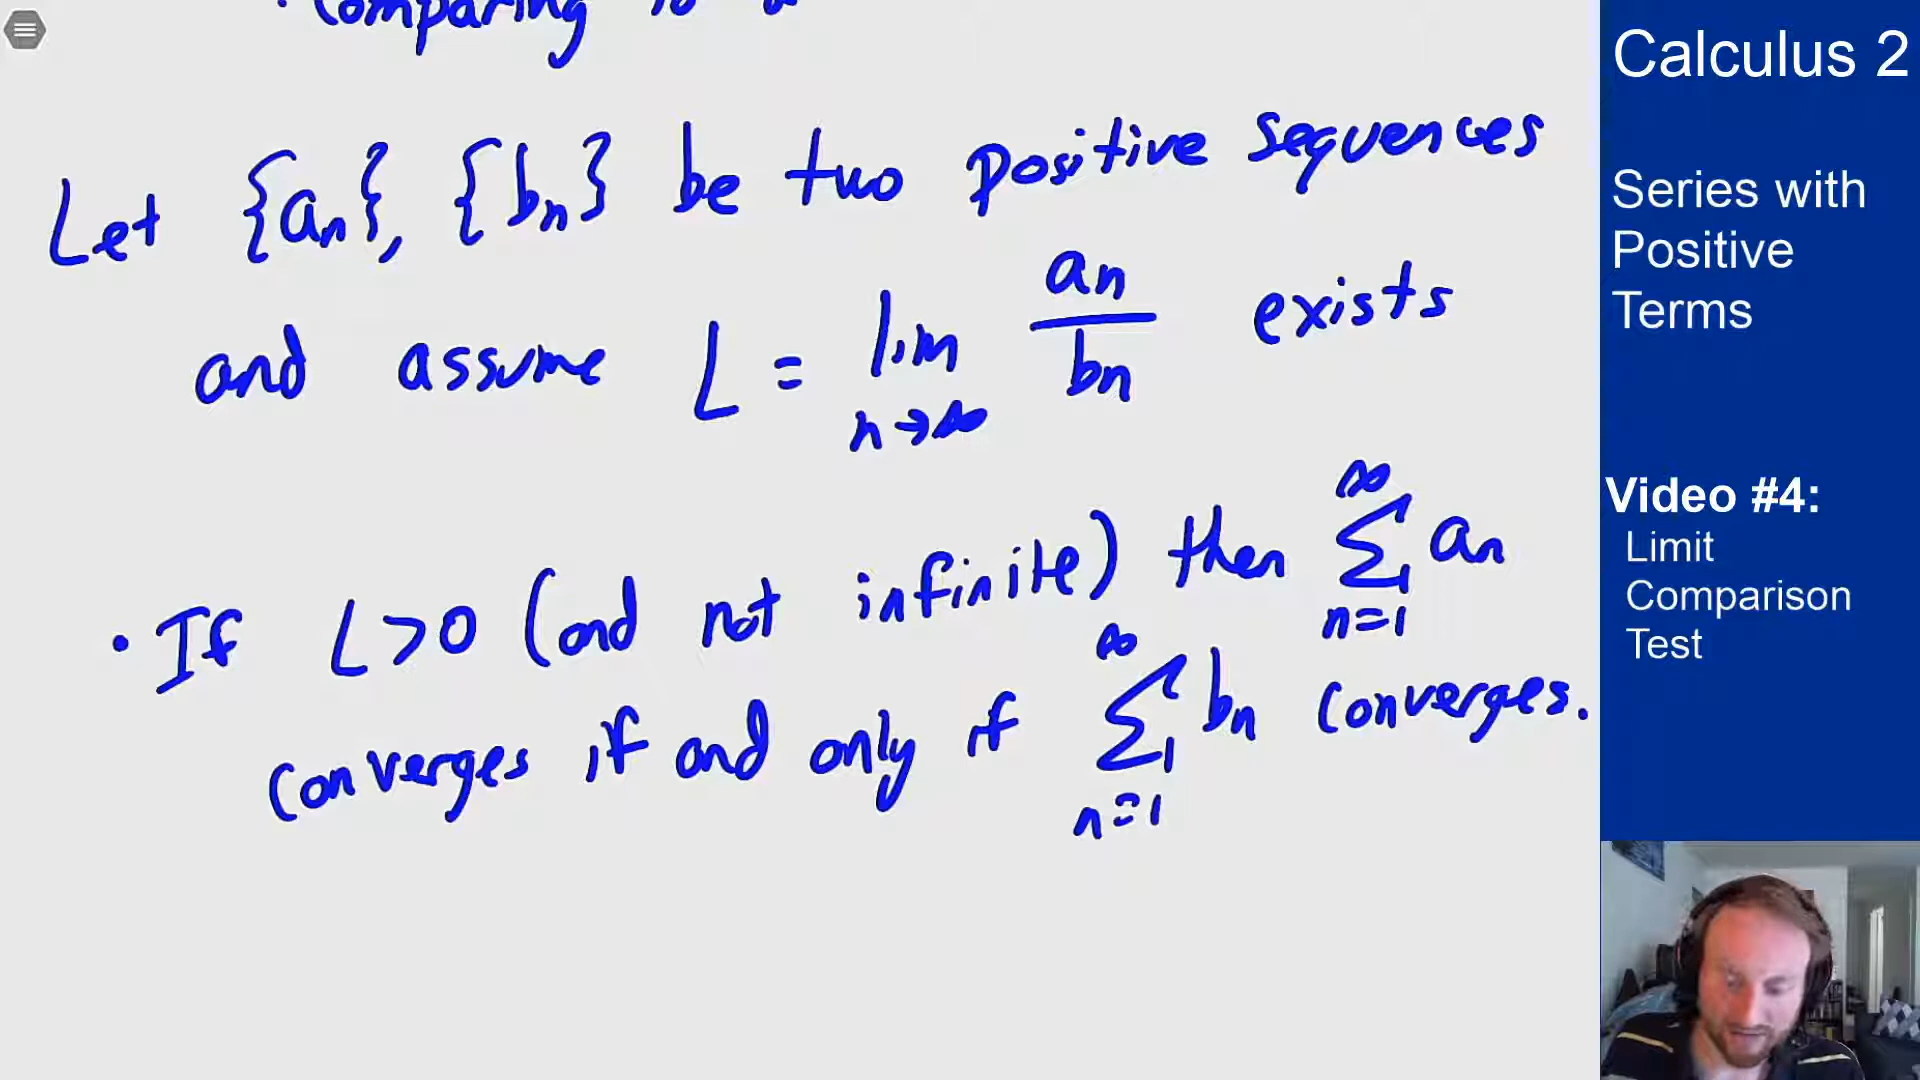 · Comparing to a
Let {an}, {bn} be two positive sequences
and assume L = lim n→∞ an/bn exists
· If L>0 (and not infinite) then ∞ Σ n=1 an
converges if and only if ∞ Σ n=1 bn converges.
Calculus 2
Series with
Positive
Terms
Video #4:
Limit
Comparison
Test